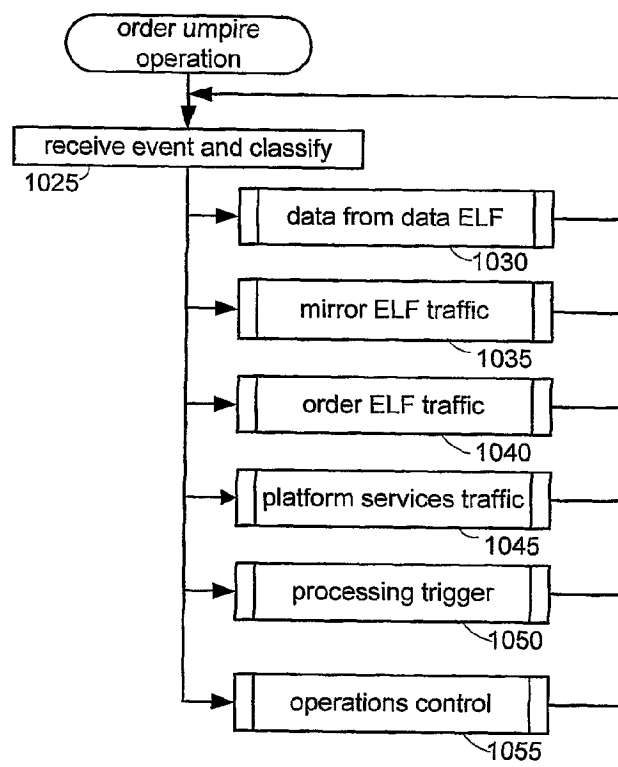 order umpire
operation
receive event and classify
1025
data from data ELF
1030
mirror ELF traffic
1035
order ELF traffic
1040
platform services traffic
1045
processing trigger
1050
operations control
1055